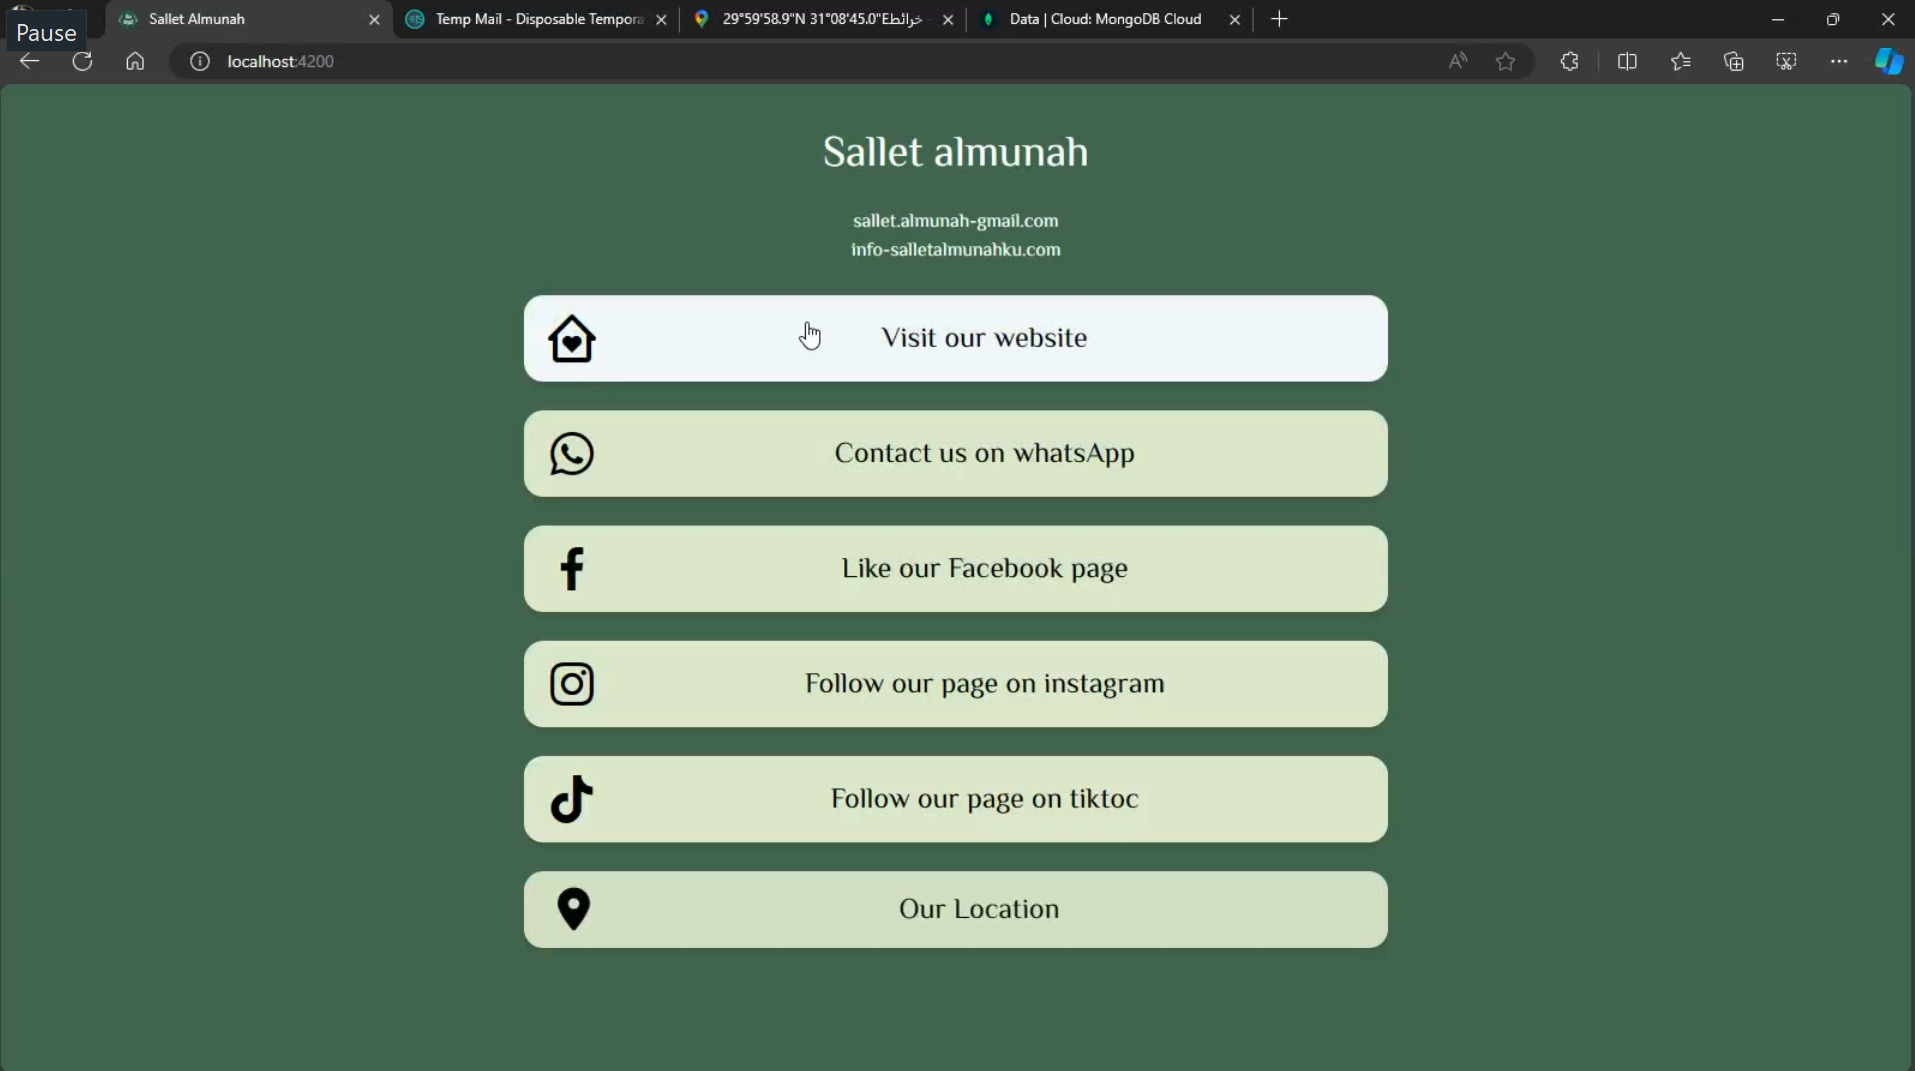 Sallet Almunah
Temp Mail - Disposable Tempora
29°59'58.9"N 31°08'45.0"E خرائط -
Data | Cloud: MongoDB Cloud
Pause
localhost:4200
Sallet almunah
sallet.almunah-gmail.com
info-salletalmunahku.com
Visit our website
Contact us on whatsApp
Like our Facebook page
Follow our page on instagram
Follow our page on tiktoc
Our Location